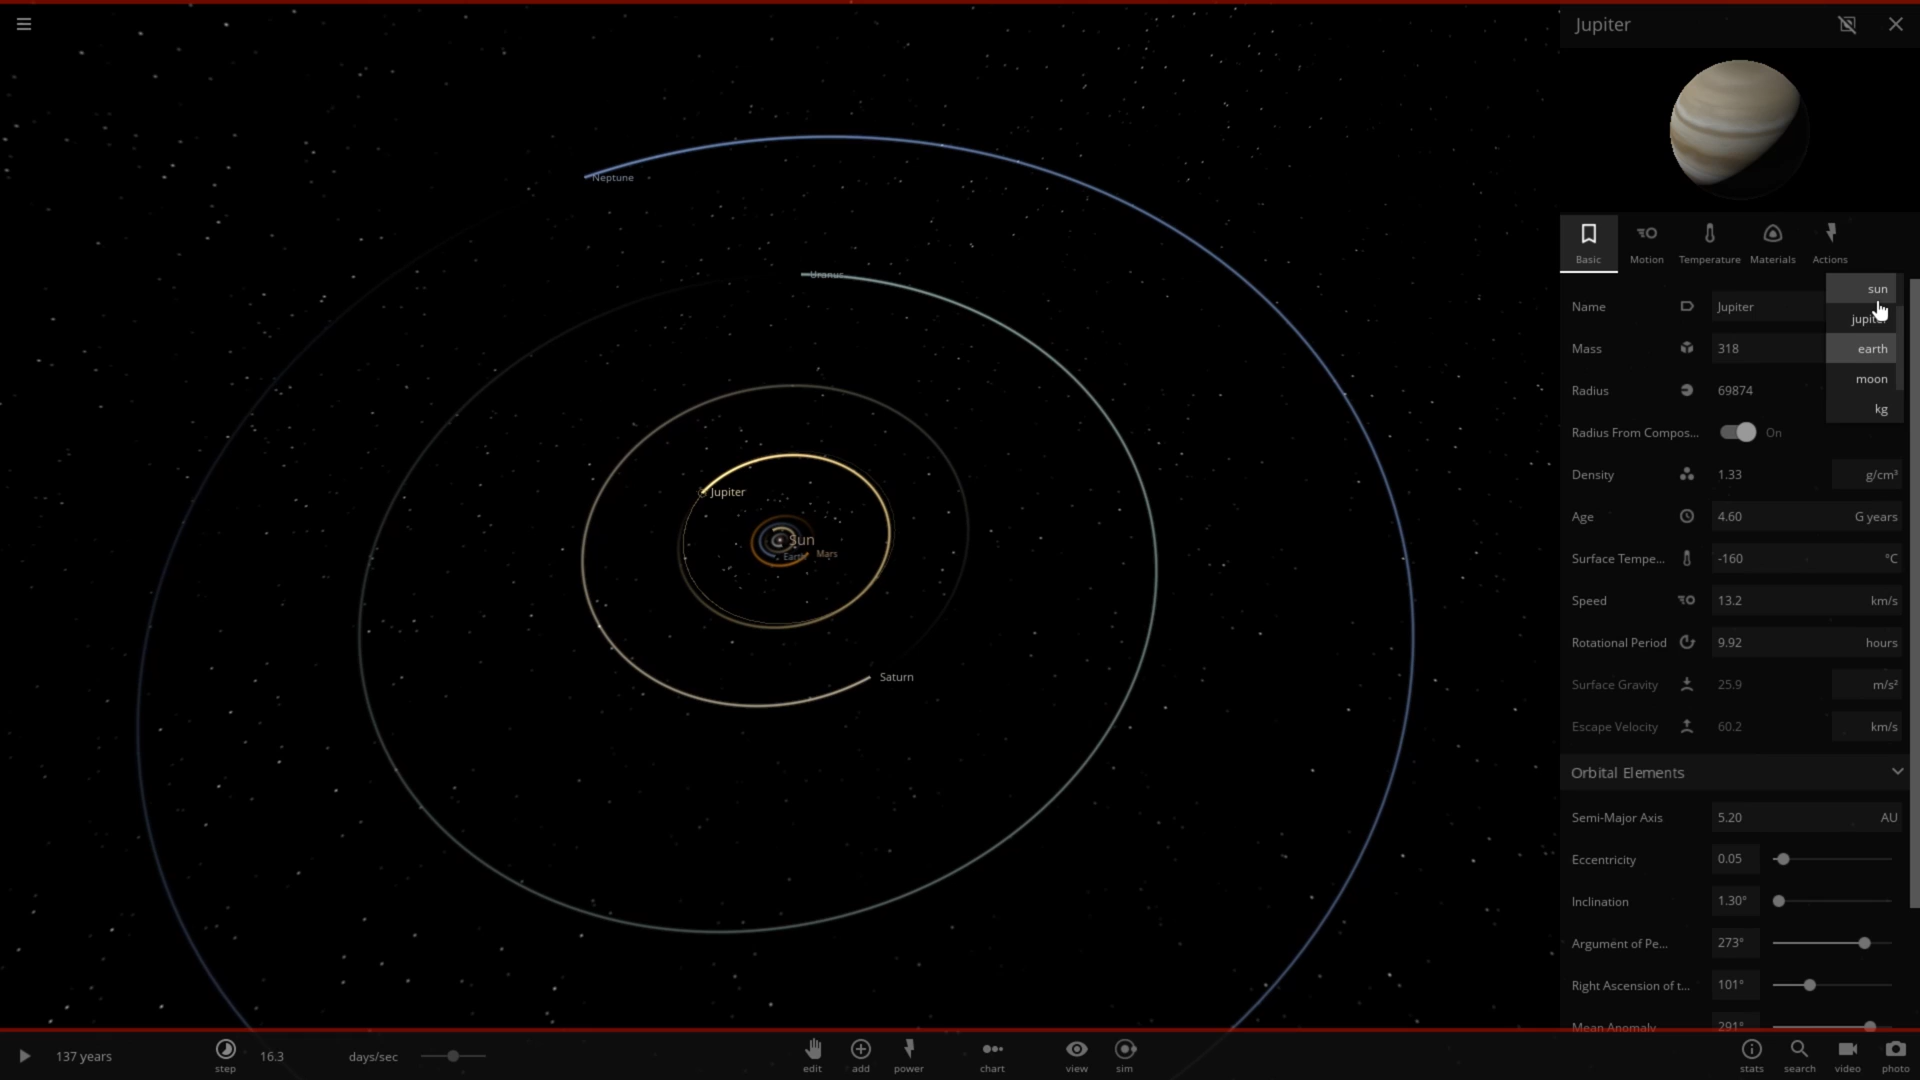 Jupiter
Neptune
Uranus
Jupiter
Sun
Earth
Mars
Saturn
Basic
Motion
Temperature
Materials
Actions
Name
Jupiter
sun
jupiter
Mass
318
earth
moon
Radius
69874
kg
Radius From Compos...
On
Density
1.33
g/cm³
Age
4.60
G years
Surface Tempe...
-160
°C
Speed
13.2
km/s
Rotational Period
9.92
hours
Surface Gravity
25.9
m/s²
Escape Velocity
60.2
km/s
Orbital Elements
Semi-Major Axis
5.20
AU
Eccentricity
0.05
Inclination
1.30°
Argument of Pe...
273°
Right Ascension of t...
101°
Mean Anomaly
291°
137 years
step
16.3
days/sec
edit
add
power
chart
view
sim
stats
search
video
photo